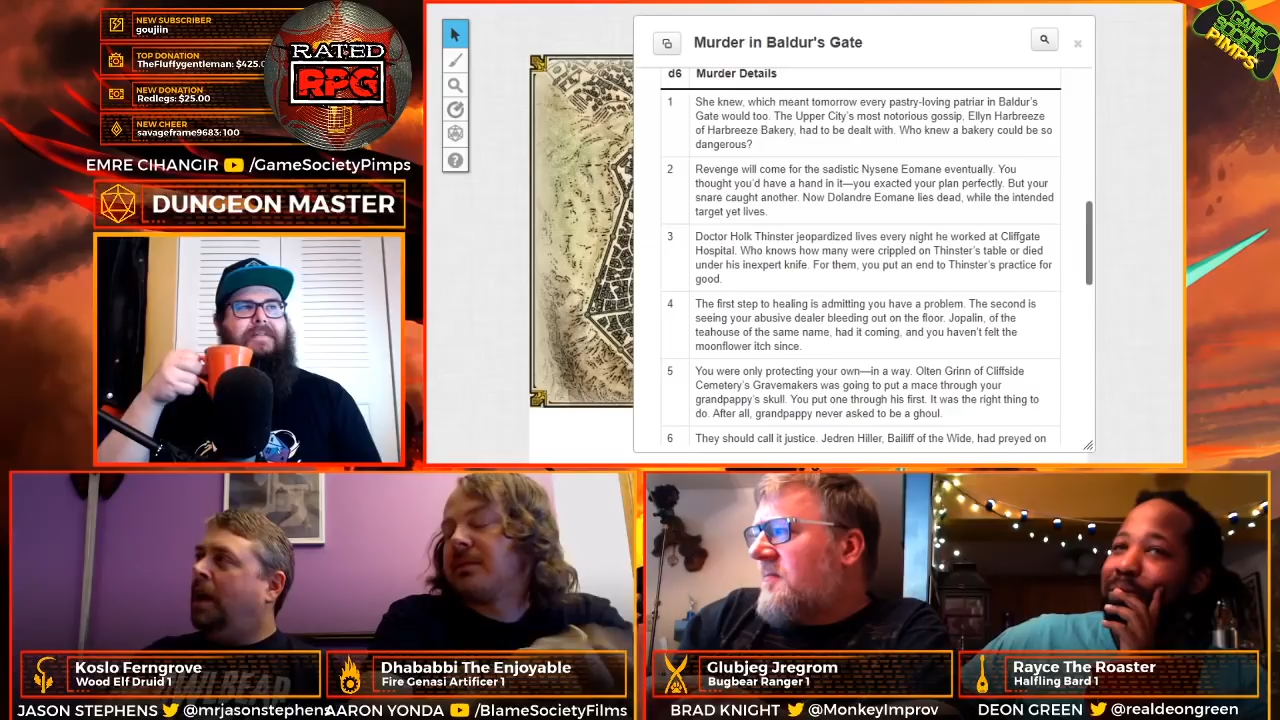 NEW SUBSCRIBER
goujiin
TOP DONATION
TheFluffygentleman: $425.0
NEW DONATION
Redlegs: $25.00
NEW CHEER
savageframe9683: 100
RATED
RPG
EMRE CIHANGIR /GameSocietyPimps
DUNGEON MASTER
GAME
SOCIETY
PIMPS
Murder in Baldur's Gate
d6 Murder Details
1 She knew, which meant tomorrow every pastry-loving patriar in Baldur's
Gate would too. The Upper City's most notorious gossip, Ellyn Harbreeze
of Harbreeze Bakery, had to be dealt with. Who knew a bakery could be so
dangerous?
2 Revenge will come for the sadistic Nysene Eomane eventually. You
thought you'd have a hand in it—you exacted your plan perfectly. But your
snare caught another. Now Dolandre Eomane lies dead, while the intended
target yet lives.
3 Doctor Holk Thinster jeopardized lives every night he worked at Cliffgate
Hospital. Who knows how many were crippled on Thinster's table or died
under his inexpert knife. For them, you put an end to Thinster's practice for
good.
4 The first step to healing is admitting you have a problem. The second is
seeing your abusive dealer bleeding out on the floor. Jopalin, of the
teahouse of the same name, had it coming, and you haven't felt the
moonflower itch since.
5 You were only protecting your own—in a way. Olten Grinn of Cliffside
Cemetery's Gravemakers was going to put a mace through your
grandpappy's skull. You put one through his first. It was the right thing to
do. After all, grandpappy never asked to be a ghoul.
6 They should call it justice. Jedren Hiller, Bailiff of the Wide, had preyed on
Koslo Ferngrove
Wood Elf Druid 1
JASON STEPHENS @mrjasonstephens
Dhababbi The Enjoyable
Fire Genasi Artificer 1
AARON YONDA /BlameSocietyFilms
Glubjeg Jregrom
Bugbear Ranger 1
BRAD KNIGHT @MonkeyImprov
Rayce The Roaster
Halfling Bard 1
DEON GREEN @realdeongreen